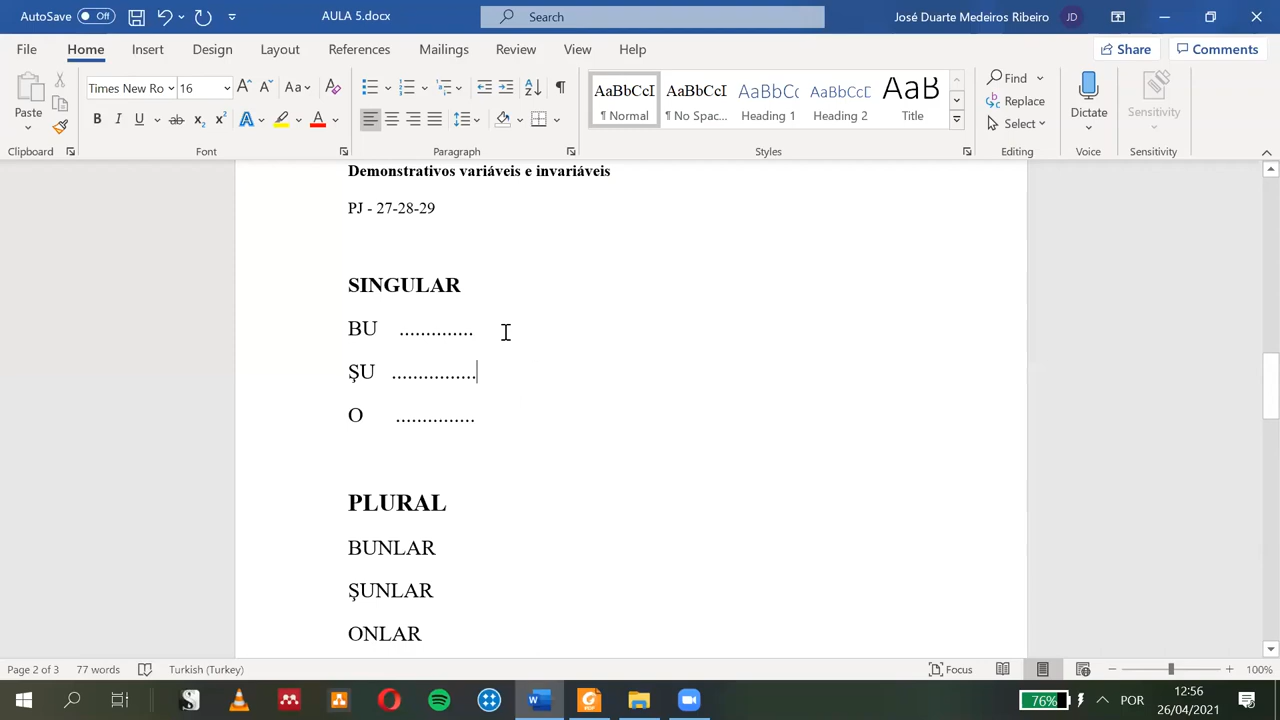 AutoSave Off AULA 5.docx Search José Duarte Medeiros Ribeiro JD
File Home Insert Design Layout References Mailings Review View Help Share Comments
Times New Ro 16 Aa AaBbCcI AaBbCcI AaBbCc AaBbCcD AaB Find
Paste ¶ Normal ¶ No Spac... Heading 1 Heading 2 Title Replace Dictate Sensitivity
B I U ab x₂ x² A A Select
Clipboard Font Paragraph Styles Editing Voice Sensitivity
Demonstrativos variáveis e invariáveis
PJ - 27-28-29
SINGULAR
BU ..............
ŞU ................
O ...............
PLURAL
BUNLAR
ŞUNLAR
ONLAR
Page 2 of 3 77 words Turkish (Turkey) Focus 100%
76% POR 12:56
26/04/2021